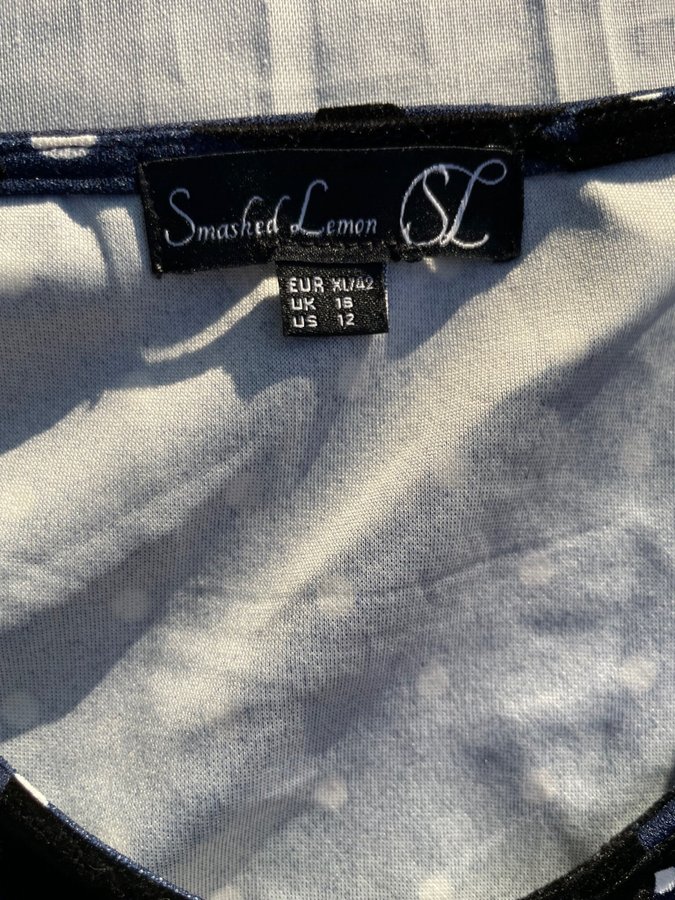 Smashed Lemon SL
EUR XL/42
UK 16
US 12